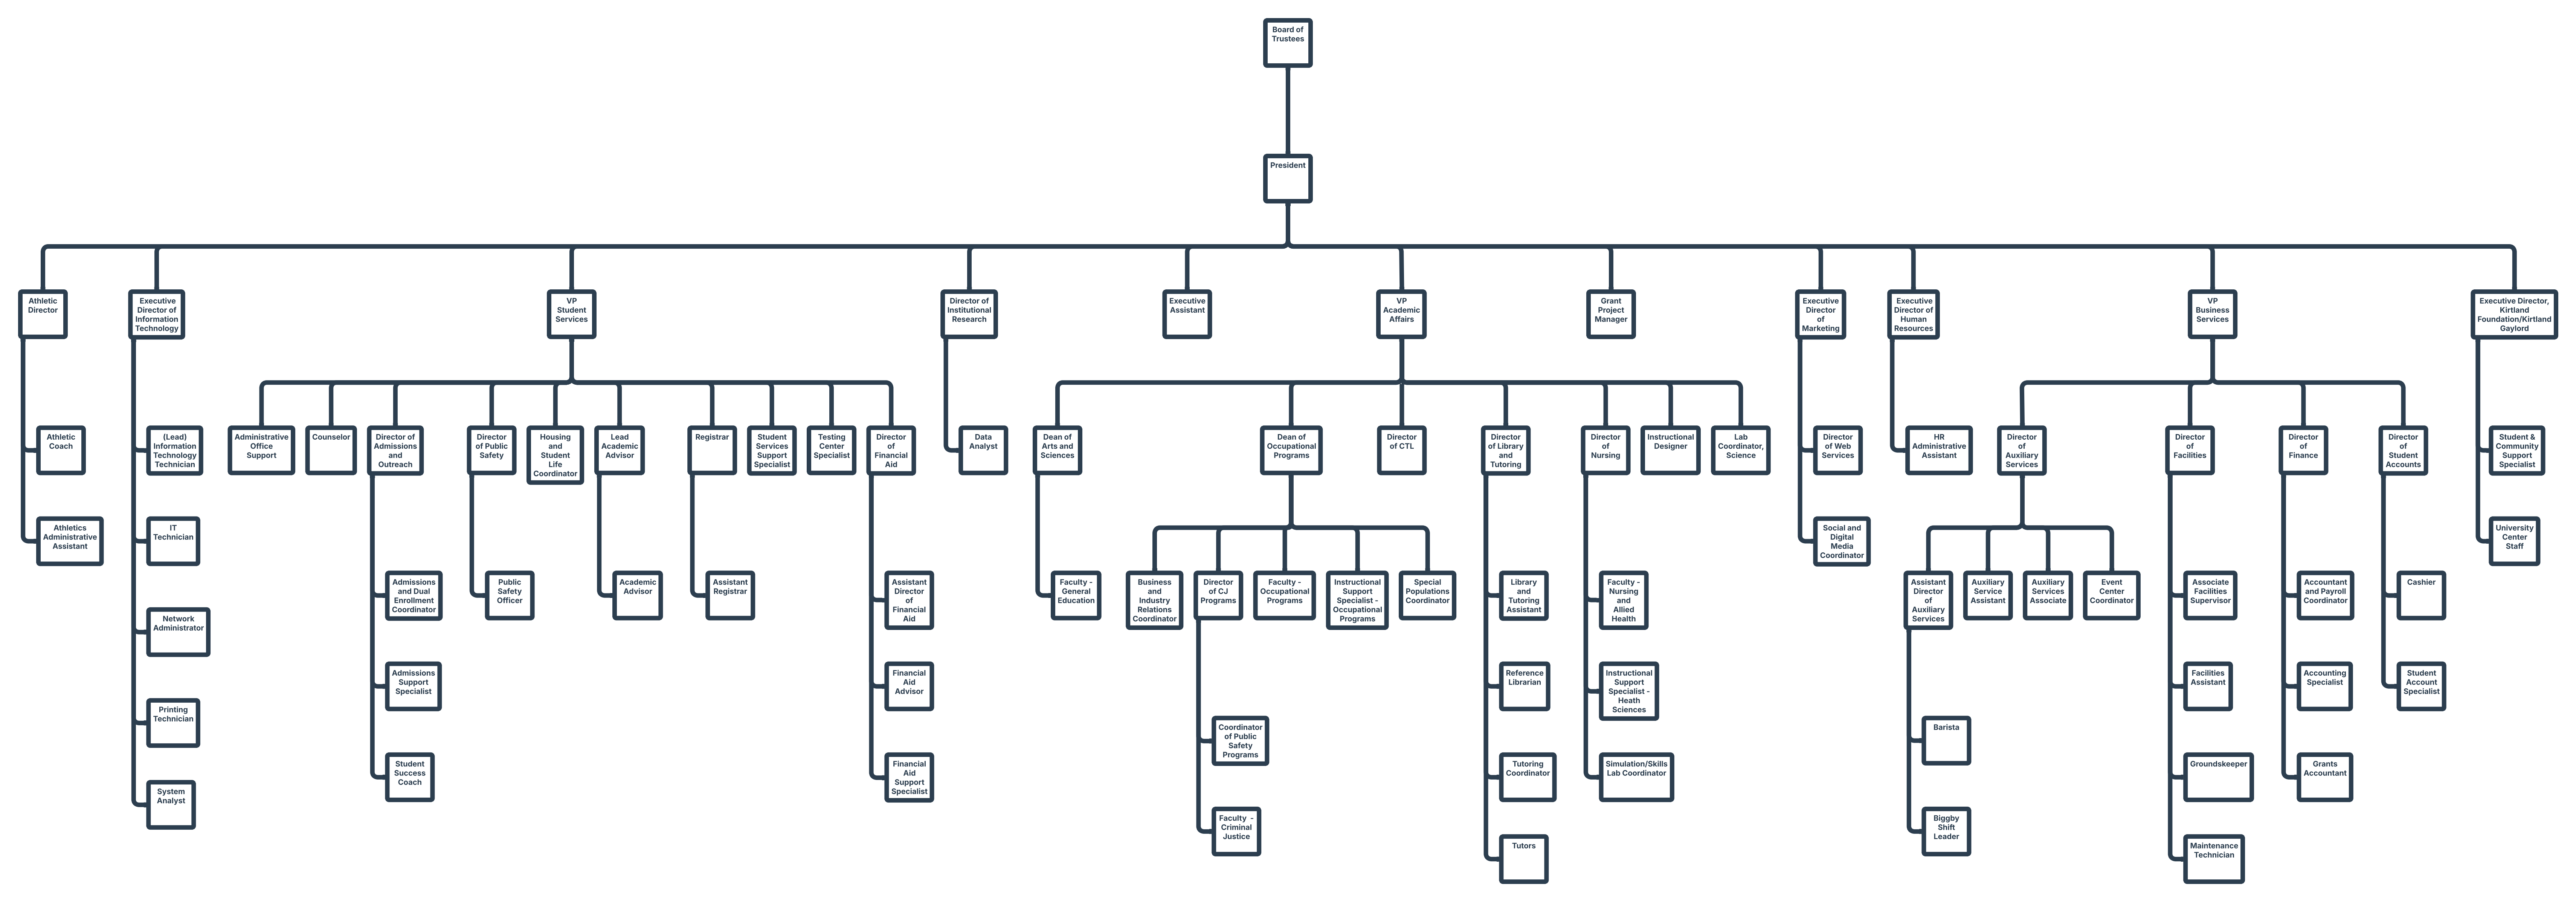 Board of
Trustees
President
Athletic
Director
Executive
Director of
Information
Technology
VP
Student
Services
Director of
Institutional
Research
Executive
Assistant
VP
Academic
Affairs
Grant
Project
Manager
Executive
Director
of
Marketing
Executive
Director of
Human
Resources
VP
Business
Services
Executive Director,
Kirtland
Foundation/Kirtland
Gaylord
Athletic
Coach
(Lead)
Information
Technology
Technician
Administrative
Office
Support
Counselor
Director of
Admissions
and
Outreach
Director
of Public
Safety
Housing
and
Student
Life
Coordinator
Lead
Academic
Advisor
Registrar
Student
Services
Support
Specialist
Testing
Center
Specialist
Director
of
Financial
Aid
Data
Analyst
Dean of
Arts and
Sciences
Dean of
Occupational
Programs
Director
of CTL
Director
of Library
and
Tutoring
Director
of
Nursing
Instructional
Designer
Lab
Coordinator,
Science
Director
of Web
Services
HR
Administrative
Assistant
Director
of
Auxiliary
Services
Director
of
Facilities
Director
of
Finance
Director
of
Student
Accounts
Student &
Community
Support
Specialist
Athletics
Administrative
Assistant
IT
Technician
Social and
Digital
Media
Coordinator
University
Center
Staff
Network
Administrator
Admissions
and Dual
Enrollment
Coordinator
Public
Safety
Officer
Academic
Advisor
Assistant
Registrar
Assistant
Director
of
Financial
Aid
Faculty -
General
Education
Business
and
Industry
Relations
Coordinator
Director
of CJ
Programs
Faculty -
Occupational
Programs
Instructional
Support
Specialist -
Occupational
Programs
Special
Populations
Coordinator
Library
and
Tutoring
Assistant
Faculty -
Nursing
and
Allied
Health
Assistant
Director
of
Auxiliary
Services
Auxiliary
Service
Assistant
Auxiliary
Services
Associate
Event
Center
Coordinator
Associate
Facilities
Supervisor
Accountant
and Payroll
Coordinator
Cashier
Printing
Technician
Admissions
Support
Specialist
Financial
Aid
Advisor
Reference
Librarian
Instructional
Support
Specialist -
Heath
Sciences
Facilities
Assistant
Accounting
Specialist
Student
Account
Specialist
Coordinator
of Public
Safety
Programs
Barista
System
Analyst
Student
Success
Coach
Financial
Aid
Support
Specialist
Tutoring
Coordinator
Simulation/Skills
Lab Coordinator
Groundskeeper
Grants
Accountant
Faculty -
Criminal
Justice
Biggby
Shift
Leader
Tutors
Maintenance
Technician